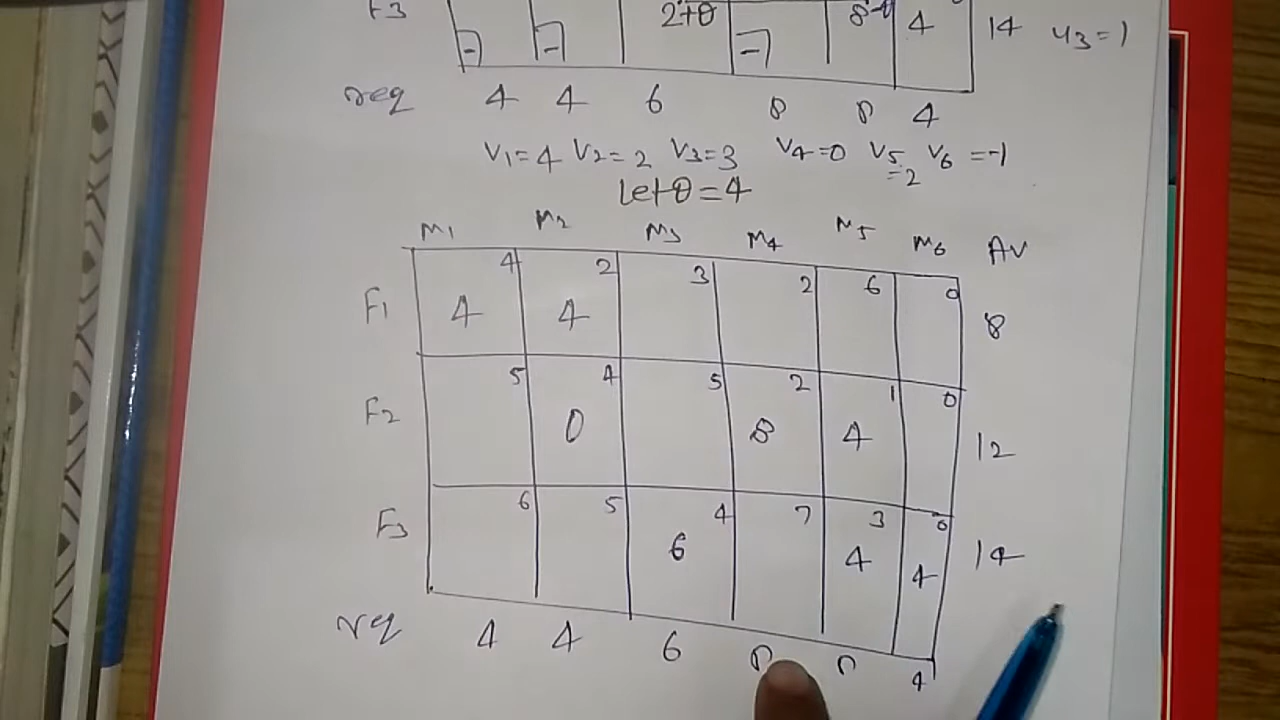 F3 2+θ 8-θ 4 14 u3=1
- - -
req 4 4 6 8 8 4
V1=4 V2=2 V3=3 V4=0 V5=2 V6=-1
let θ=4
M1 M2 M3 M4 M5 M6 AV
4 2 3 2 6 0
F1 4 4 8
5 4 5 2 1 0
F2 0 8 4 12
6 5 4 7 3 0
F3 6 4 4 14
req 4 4 6 8 8 4